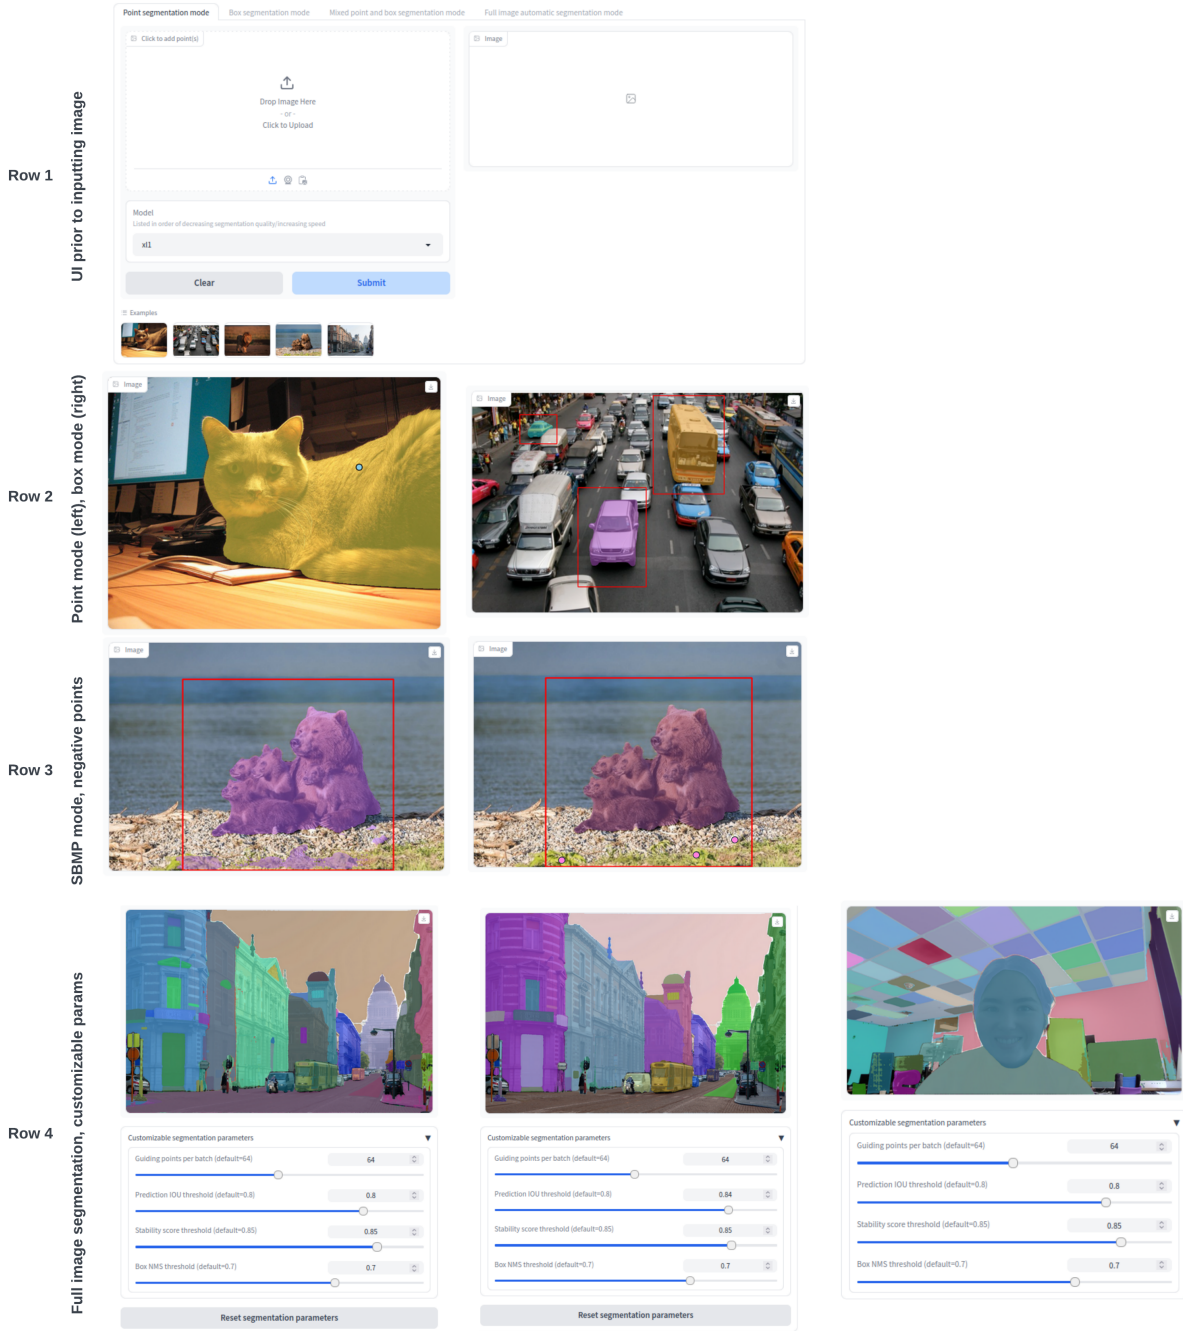 Point segmentation mode
Box segmentation mode
Mixed point and box segmentation mode
Full image automatic segmentation mode
Click to add point(s)
Image
Drop Image Here
- or -
Click to Upload
Row 1
UI prior to inputting image
Model
Listed in order of decreasing segmentation quality/increasing speed
xl1
Clear
Submit
Examples
Row 2
Point mode (left), box mode (right)
Image
Image
Row 3
SBMP mode, negative points
Image
Image
Row 4
Full image segmentation, customizable params
Customizable segmentation parameters
Guiding points per batch (default=64)
64
Prediction IOU threshold (default=0.8)
0.8
Stability score threshold (default=0.85)
0.85
Box NMS threshold (default=0.7)
0.7
Reset segmentation parameters
Customizable segmentation parameters
Guiding points per batch (default=64)
64
Prediction IOU threshold (default=0.8)
0.84
Stability score threshold (default=0.85)
0.85
Box NMS threshold (default=0.7)
0.7
Reset segmentation parameters
Customizable segmentation parameters
Guiding points per batch (default=64)
64
Prediction IOU threshold (default=0.8)
0.8
Stability score threshold (default=0.85)
0.85
Box NMS threshold (default=0.7)
0.7